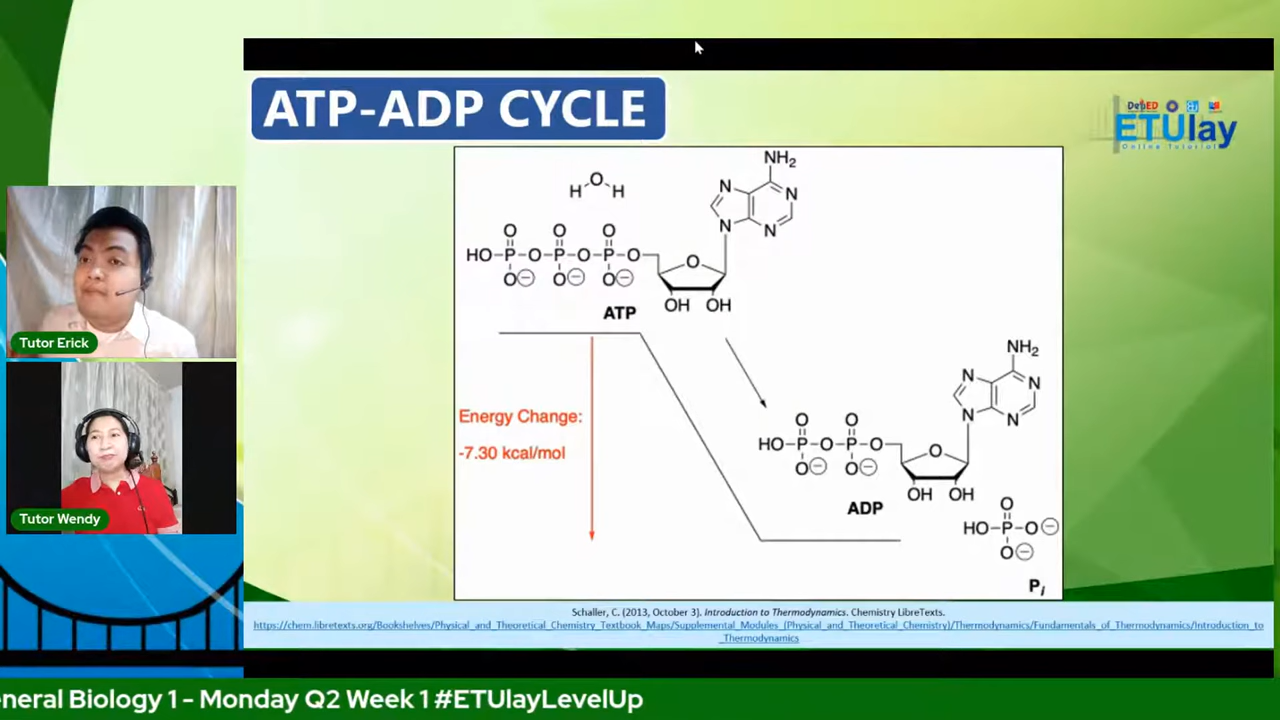 ATP-ADP CYCLE
DepED
ETUlay
Online Tutorial
NH₂
H O H
N N N N
O O O
HO P O P O P O
O⊖ O⊖ O⊖
O
OH OH
ATP
Energy Change:
-7.30 kcal/mol
NH₂
N N N N
O O
HO P O P O
O⊖ O⊖
O
OH OH
ADP
O
HO P O⊖
O⊖
Pi
Tutor Erick
Tutor Wendy
Schaller, C. (2013, October 3). Introduction to Thermodynamics. Chemistry LibreTexts.
https://chem.libretexts.org/Bookshelves/Physical_and_Theoretical_Chemistry_Textbook_Maps/Supplemental_Modules_(Physical_and_Theoretical_Chemistry)/Thermodynamics/Fundamentals_of_Thermodynamics/Introduction_to
_Thermodynamics
eneral Biology 1 - Monday Q2 Week 1 #ETUlayLevelUp